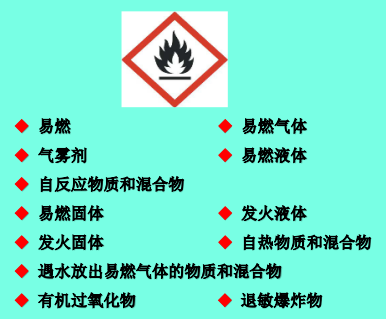 易燃 易燃气体
气雾剂 易燃液体
自反应物质和混合物
易燃固体 发火液体
发火固体 自热物质和混合物
遇水放出易燃气体的物质和混合物
有机过氧化物 退敏爆炸物